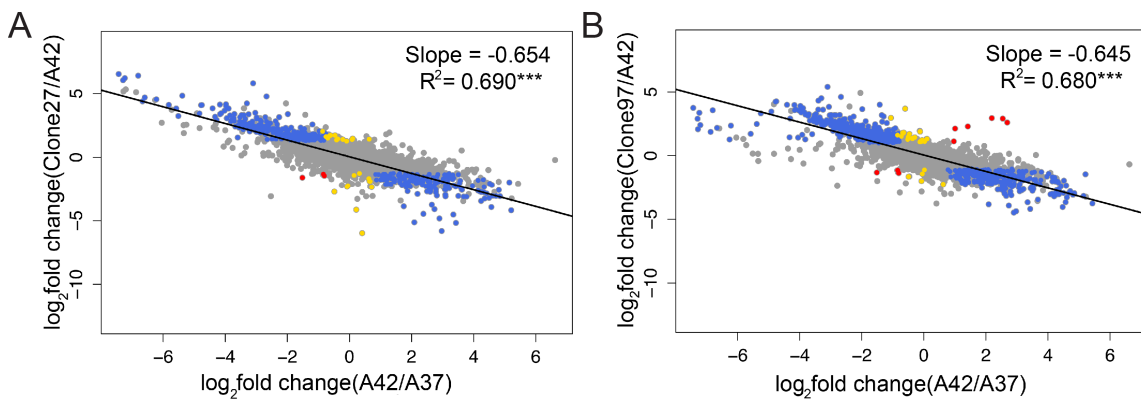 A
Slope = -0.654
R²= 0.690***
log₂fold change(Clone27/A42)
5
0
−5
−10
−6 −4 −2 0 2 4 6
log₂fold change(A42/A37)
B
Slope = -0.645
R²= 0.680***
log₂fold change(Clone97/A42)
5
0
−5
−10
−6 −4 −2 0 2 4 6
log₂fold change(A42/A37)